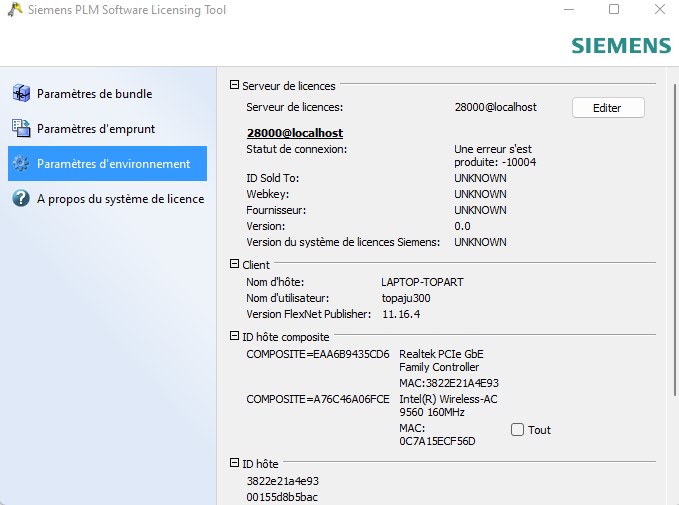 Siemens PLM Software Licensing Tool
SIEMENS
Paramètres de bundle
Paramètres d'emprunt
Paramètres d'environnement
A propos du système de licence
Serveur de licences
Serveur de licences: 28000@localhost Editer
28000@localhost
Statut de connexion: Une erreur s'est
produite: -10004
ID Sold To: UNKNOWN
Webkey: UNKNOWN
Fournisseur: UNKNOWN
Version: 0.0
Version du système de licences Siemens: UNKNOWN
Client
Nom d'hôte: LAPTOP-TOPART
Nom d'utilisateur: topaju300
Version FlexNet Publisher: 11.16.4
ID hôte composite
COMPOSITE=EAA6B9435CD6 Realtek PCIe GbE
Family Controller
MAC:3822E21A4E93
COMPOSITE=A76C46A06FCE Intel(R) Wireless-AC
9560 160MHz
MAC: Tout
0C7A15ECF56D
ID hôte
3822e21a4e93
00155d8b5bac